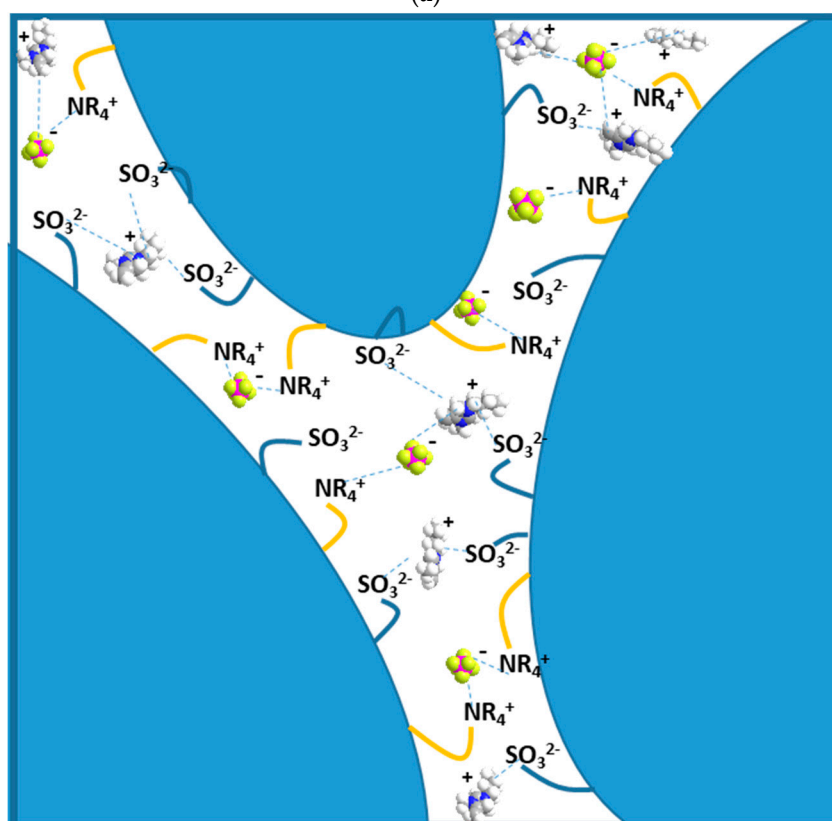 +
-
+
NR₄⁺
-
NR₄⁺
SO₃²⁻
+
-
SO₃²⁻
NR₄⁺
-
SO₃²⁻
+
SO₃²⁻
SO₃²⁻
-
NR₄⁺
NR₄⁺
SO₃²⁻
-
NR₄⁺
+
SO₃²⁻
-
SO₃²⁻
NR₄⁺
+
SO₃²⁻
SO₃²⁻
-
NR₄⁺
NR₄⁺
SO₃²⁻
+